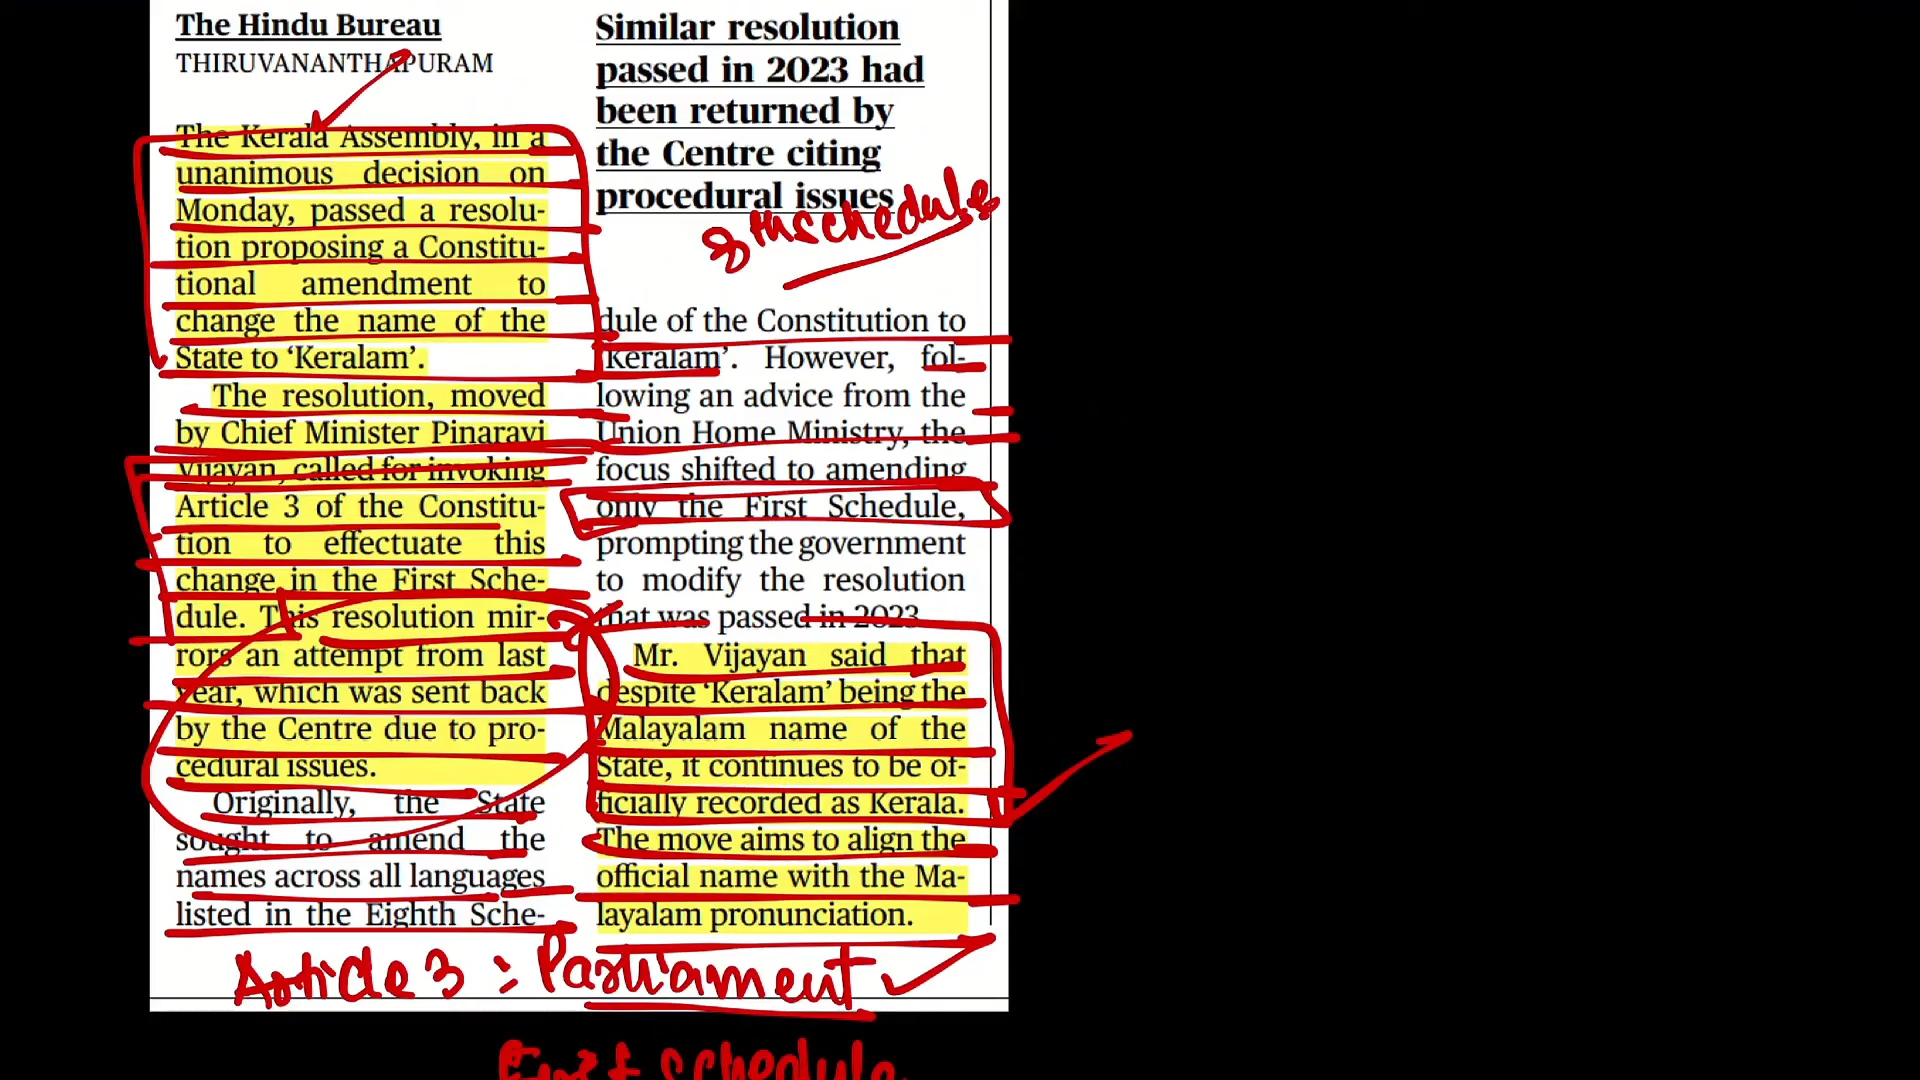 The Hindu Bureau
THIRUVANANTHAPURAM
The Kerala Assembly, in a
unanimous decision on
Monday, passed a resolu-
tion proposing a Constitu-
tional amendment to
change the name of the
State to ‘Keralam’.
The resolution, moved
by Chief Minister Pinarayi
Vijayan, called for invoking
Article 3 of the Constitu-
tion to effectuate this
change in the First Sche-
dule. This resolution mir-
rors an attempt from last
year, which was sent back
by the Centre due to pro-
cedural issues.
Originally, the State
sought to amend the
names across all languages
listed in the Eighth Sche-
Similar resolution
passed in 2023 had
been returned by
the Centre citing
procedural issues
8thschedule
dule of the Constitution to
‘Keralam’. However, fol-
lowing an advice from the
Union Home Ministry, the
focus shifted to amending
only the First Schedule,
prompting the government
to modify the resolution
that was passed in 2023.
Mr. Vijayan said that
despite ‘Keralam’ being the
Malayalam name of the
State, it continues to be of-
ficially recorded as Kerala.
The move aims to align the
official name with the Ma-
layalam pronunciation.
Article 3 : Parliament
First schedule